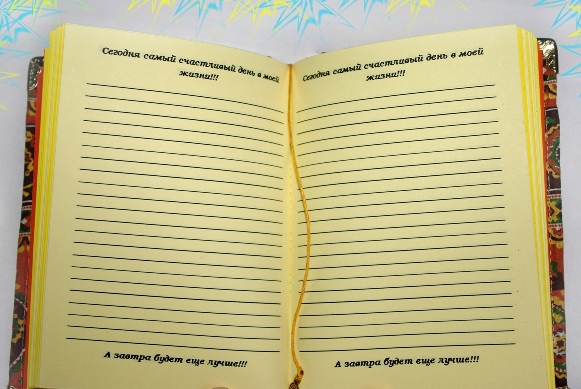 Сегодня самый счастливый день в моей
жизни!!!
А завтра будет еще лучше!!!
Сегодня самый счастливый день в моей
жизни!!!
А завтра будет еще лучше!!!